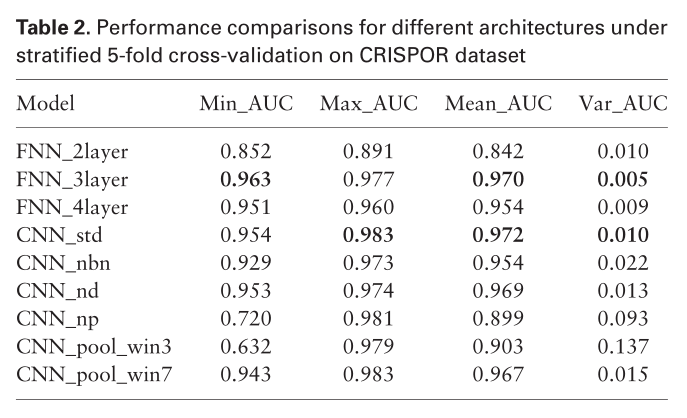 Table 2. Performance comparisons for different architectures under
stratified 5-fold cross-validation on CRISPOR dataset
Model Min_AUC Max_AUC Mean_AUC Var_AUC
FNN_2layer 0.852 0.891 0.842 0.010
FNN_3layer 0.963 0.977 0.970 0.005
FNN_4layer 0.951 0.960 0.954 0.009
CNN_std 0.954 0.983 0.972 0.010
CNN_nbn 0.929 0.973 0.954 0.022
CNN_nd 0.953 0.974 0.969 0.013
CNN_np 0.720 0.981 0.899 0.093
CNN_pool_win3 0.632 0.979 0.903 0.137
CNN_pool_win7 0.943 0.983 0.967 0.015